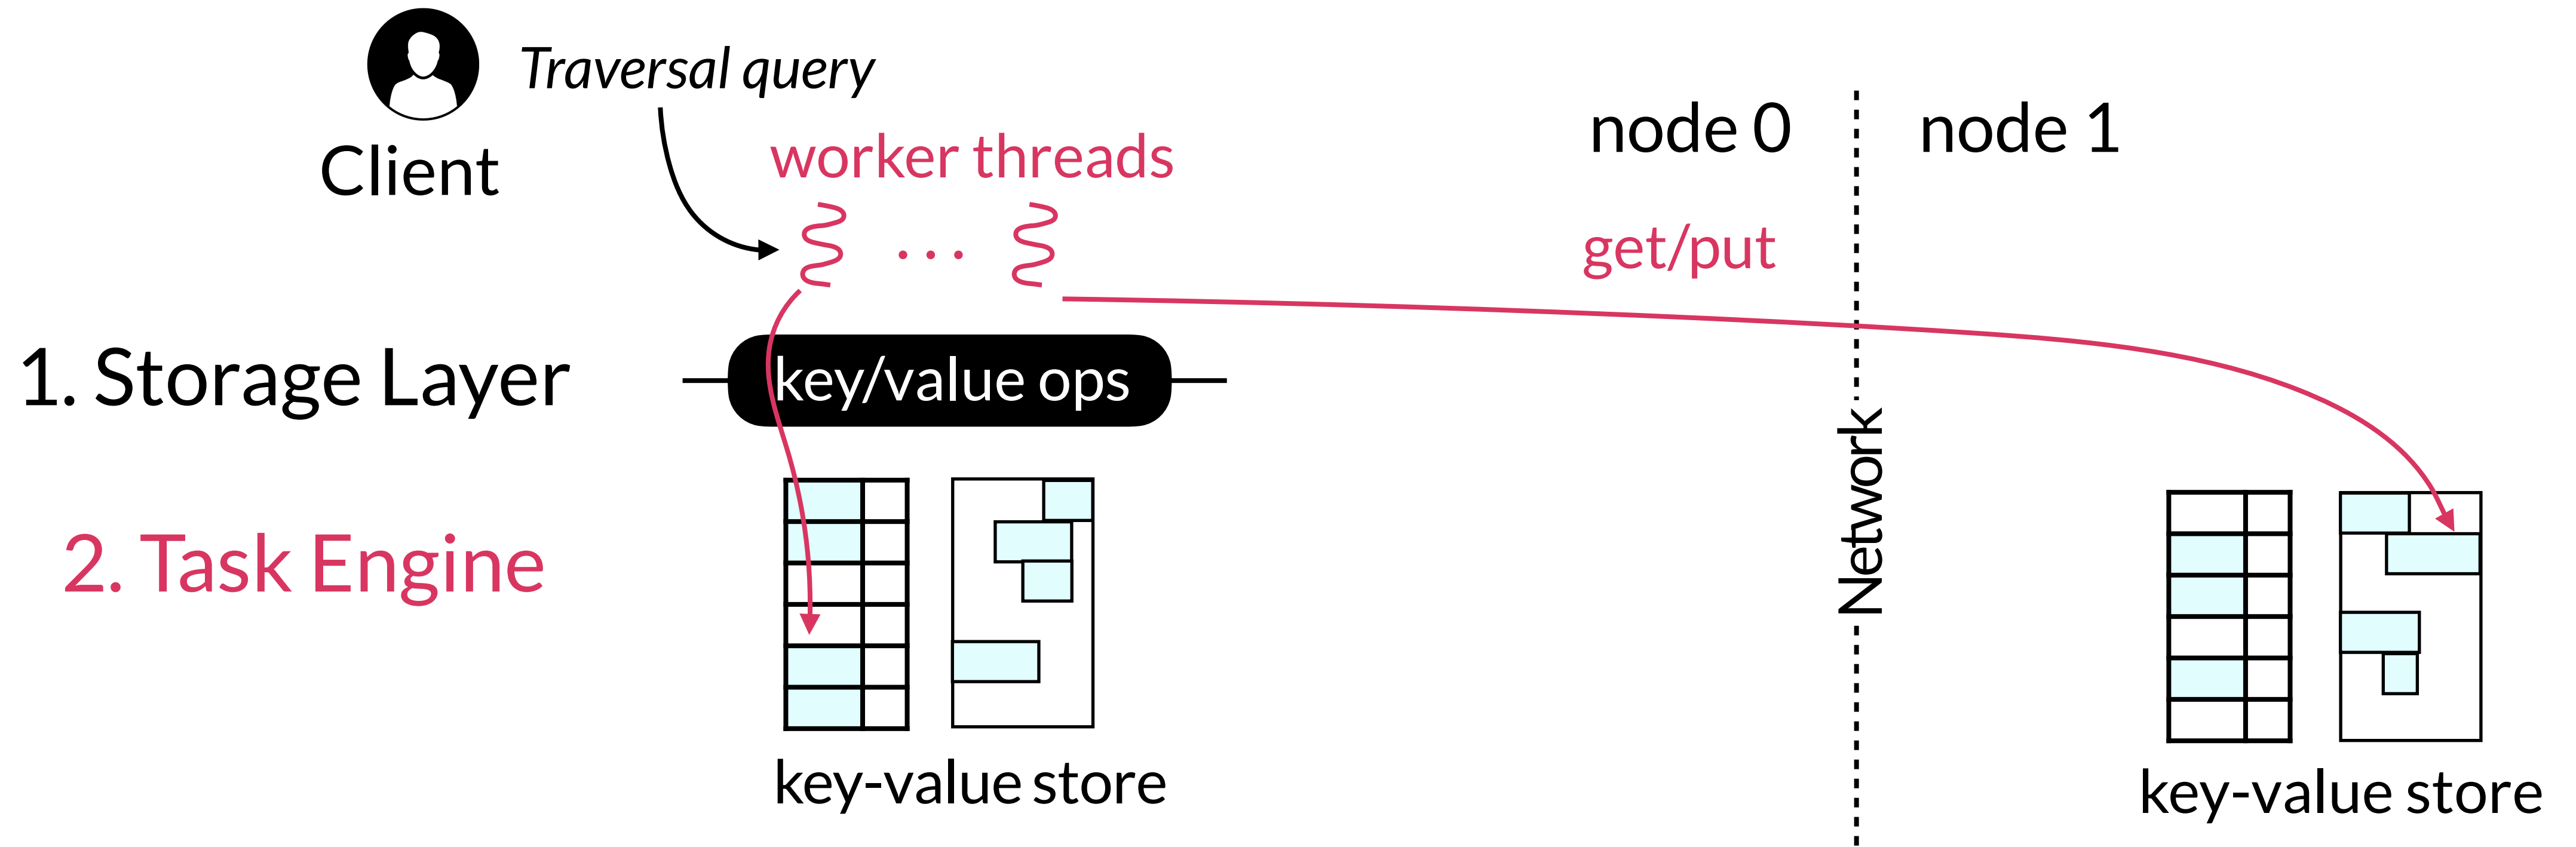 Traversal query
Client
worker threads
node 0
node 1
get/put
1. Storage Layer
key/value ops
Network
2. Task Engine
key-value store
key-value store